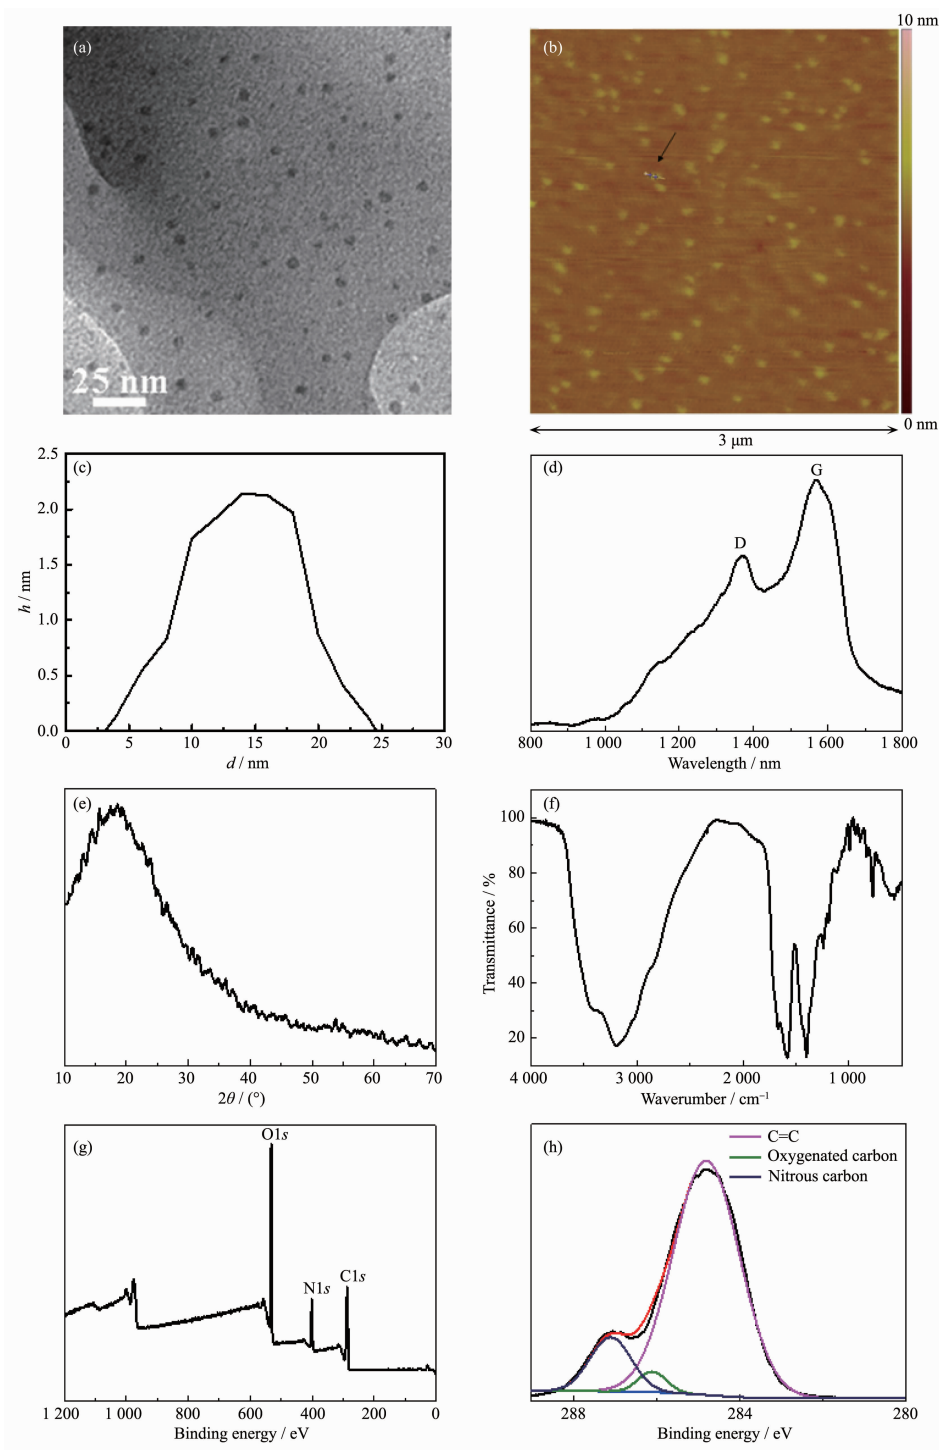 (a)
25 nm
(b)
10 nm
0 nm
3 μm
(c)
2.5
2.0
1.5
1.0
0.5
0.0
h / nm
0 5 10 15 20 25 30
d / nm
(d)
D
G
800 1 000 1 200 1 400 1 600 1 800
Wavelength / nm
(e)
10 20 30 40 50 60 70
2θ / (°)
(f)
100
80
60
40
20
Transmittance / %
4 000 3 000 2 000 1 000
Waverumber / cm⁻¹
(g)
O1s
N1s
C1s
1 200 1 000 800 600 400 200 0
Binding energy / eV
(h)
C=C
Oxygenated carbon
Nitrous carbon
288 284 280
Binding energy / eV